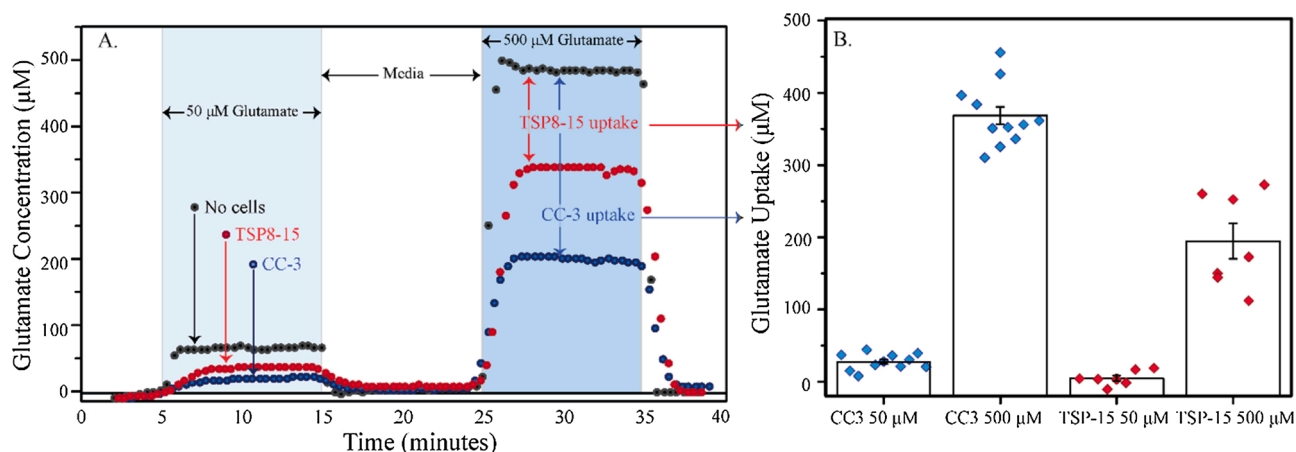 A.
500 μM Glutamate
Media
50 μM Glutamate
TSP8-15 uptake
No cells
TSP8-15
CC-3 uptake
CC-3
Glutamate Concentration (μM)
500
400
300
200
100
0
0 5 10 15 20 25 30 35 40
Time (minutes)
B.
Glutamate Uptake (μM)
500
400
300
200
100
0
CC3 50 μM CC3 500 μM TSP-15 50 μM TSP-15 500 μM